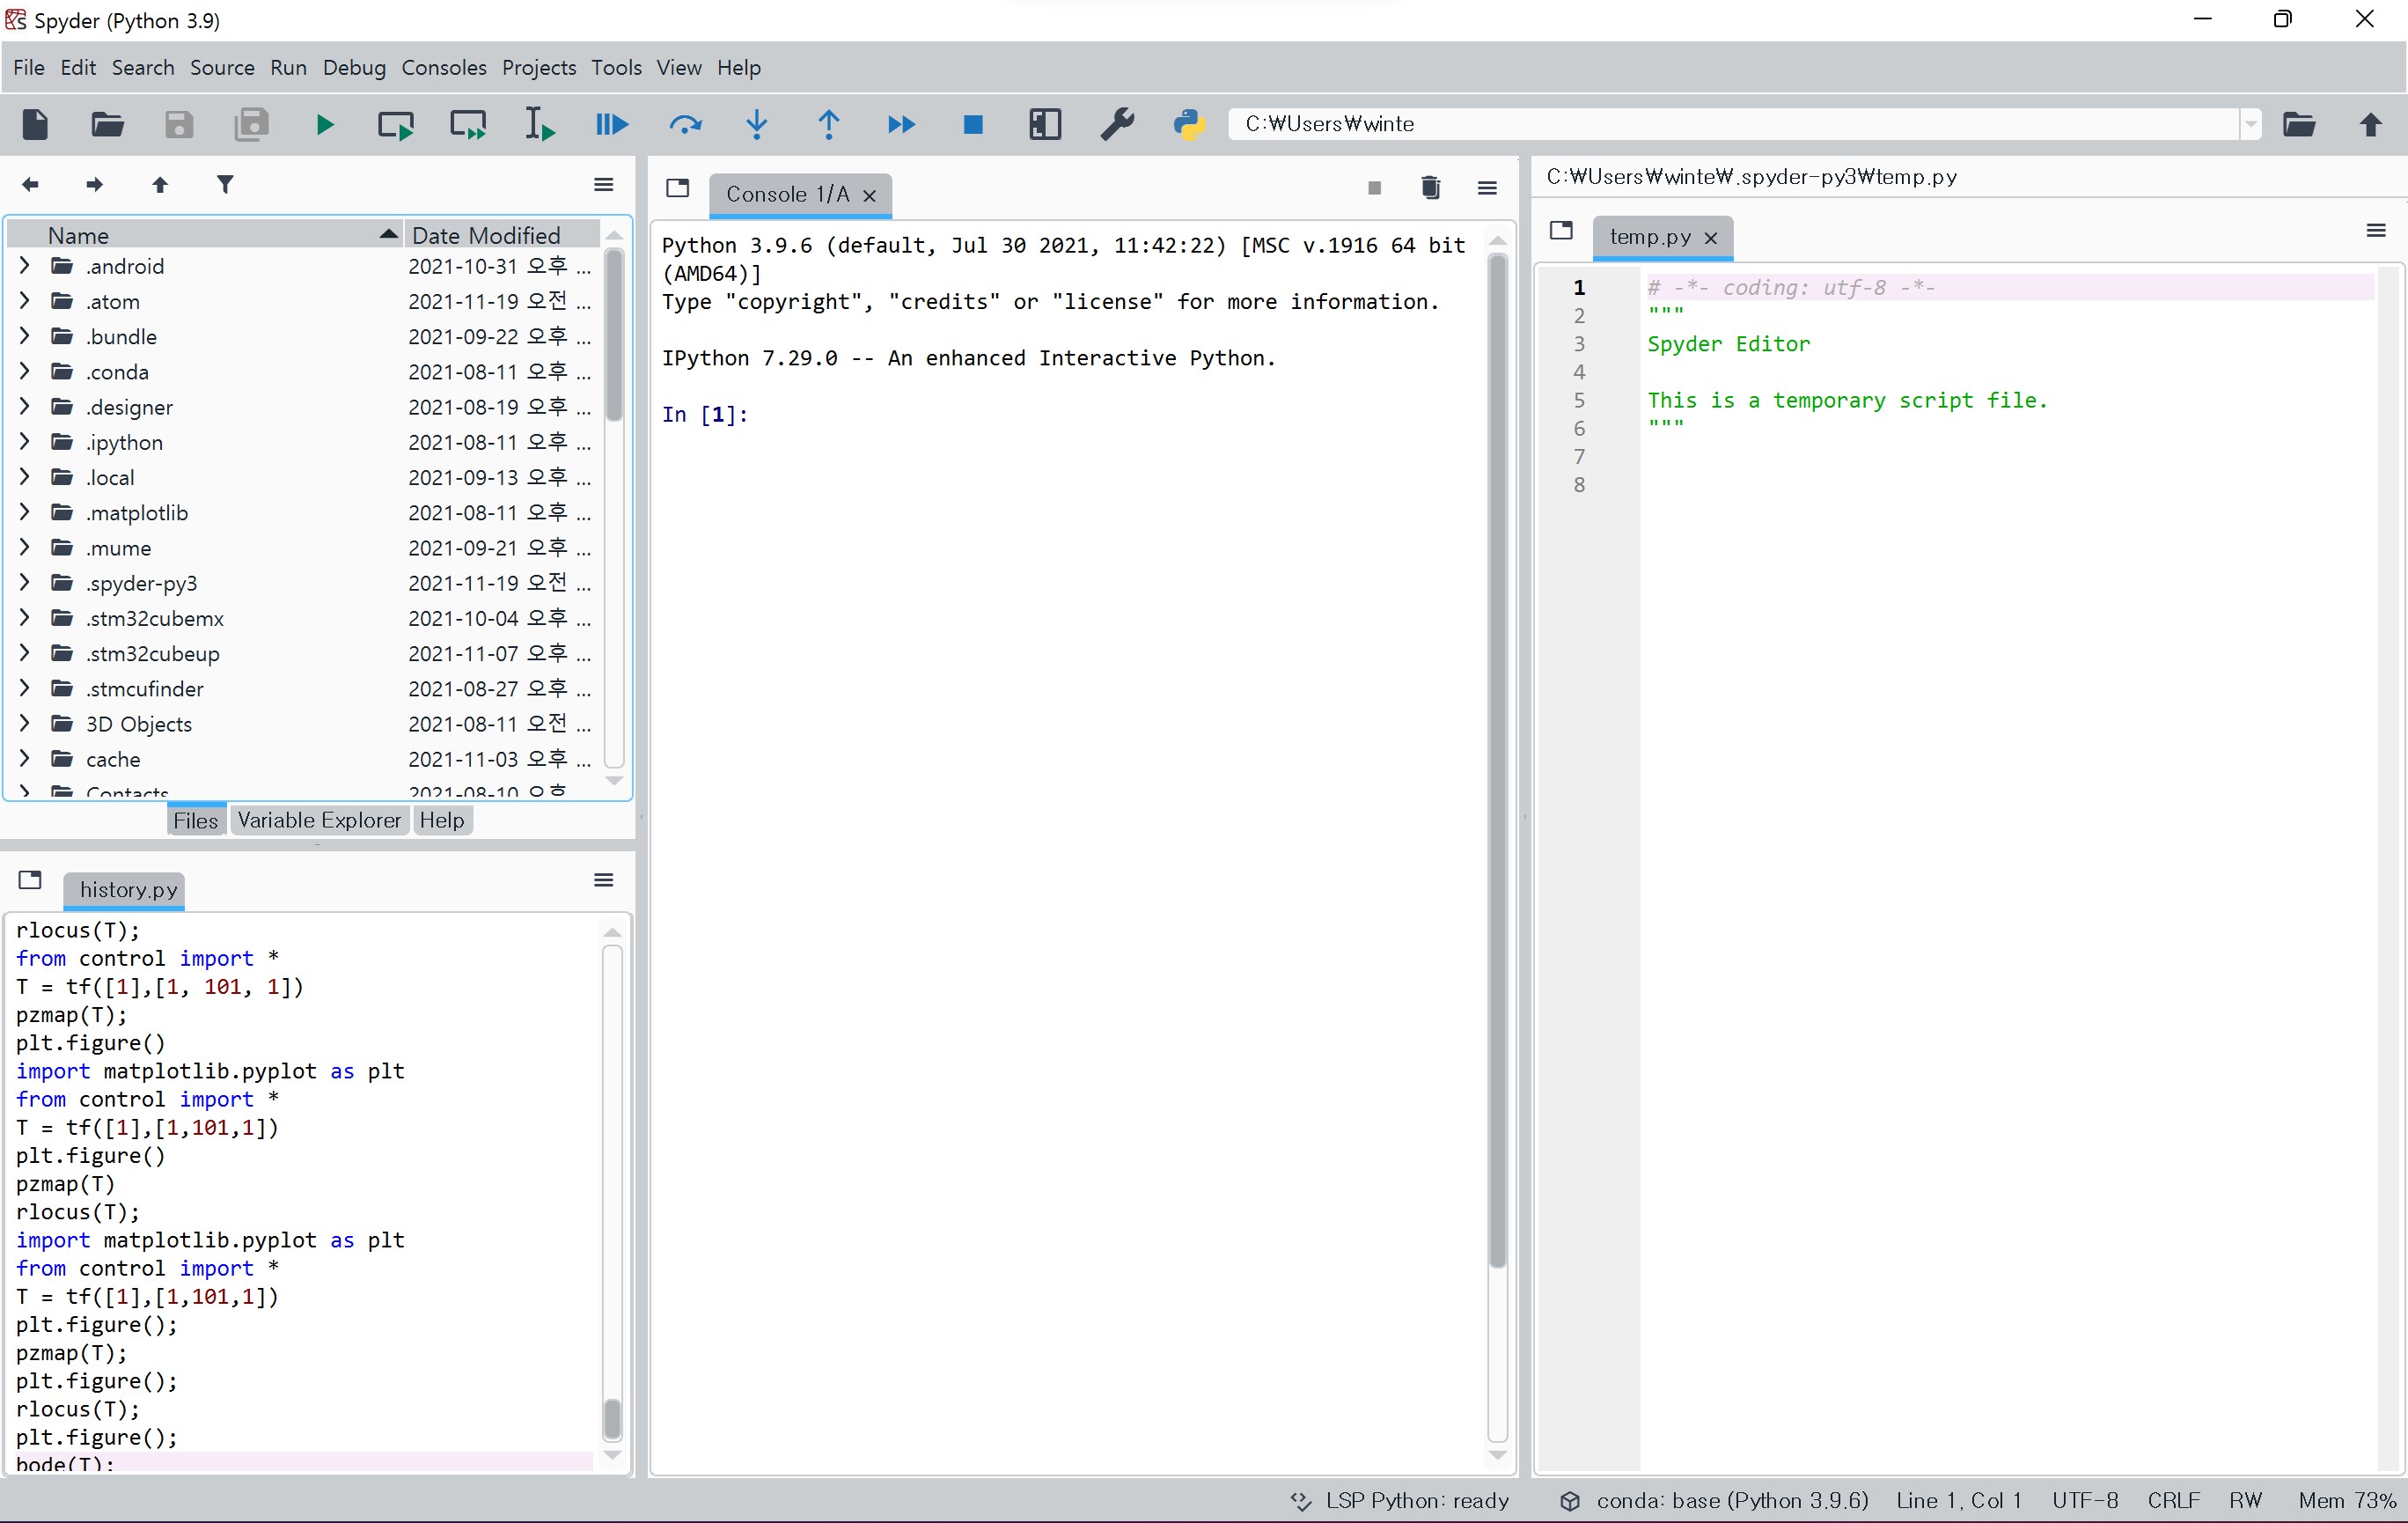 Spyder (Python 3.9)
File Edit Search Source Run Debug Consoles Projects Tools View Help
C:₩Users₩winte
Name Date Modified
.android 2021-10-31 오후 ...
.atom 2021-11-19 오전 ...
.bundle 2021-09-22 오후 ...
.conda 2021-08-11 오후 ...
.designer 2021-08-19 오후 ...
.ipython 2021-08-11 오후 ...
.local 2021-09-13 오후 ...
.matplotlib 2021-08-11 오후 ...
.mume 2021-09-21 오후 ...
.spyder-py3 2021-11-19 오전 ...
.stm32cubemx 2021-10-04 오후 ...
.stm32cubeup 2021-11-07 오후 ...
.stmcufinder 2021-08-27 오후 ...
3D Objects 2021-08-11 오전 ...
cache 2021-11-03 오후 ...
Contacts 2021-08-10 오후
Files Variable Explorer Help
history.py
rlocus(T);
from control import *
T = tf([1],[1, 101, 1])
pzmap(T);
plt.figure()
import matplotlib.pyplot as plt
from control import *
T = tf([1],[1,101,1])
plt.figure()
pzmap(T)
rlocus(T);
import matplotlib.pyplot as plt
from control import *
T = tf([1],[1,101,1])
plt.figure();
pzmap(T);
plt.figure();
rlocus(T);
plt.figure();
bode(T);
Console 1/A
Python 3.9.6 (default, Jul 30 2021, 11:42:22) [MSC v.1916 64 bit
(AMD64)]
Type "copyright", "credits" or "license" for more information.
IPython 7.29.0 -- An enhanced Interactive Python.
In [1]:
C:₩Users₩winte₩.spyder-py3₩temp.py
temp.py
1 # -*- coding: utf-8 -*-
2 """
3 Spyder Editor
4
5 This is a temporary script file.
6 """
7
8
LSP Python: ready conda: base (Python 3.9.6) Line 1, Col 1 UTF-8 CRLF RW Mem 73%